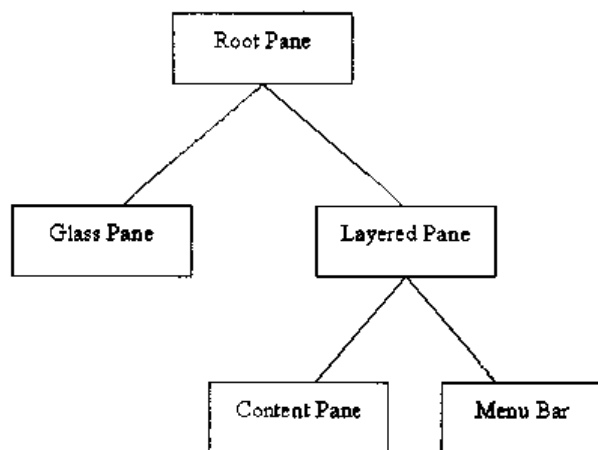 Root Pane
Glass Pane
Layered Pane
Content Pane
Menu Bar